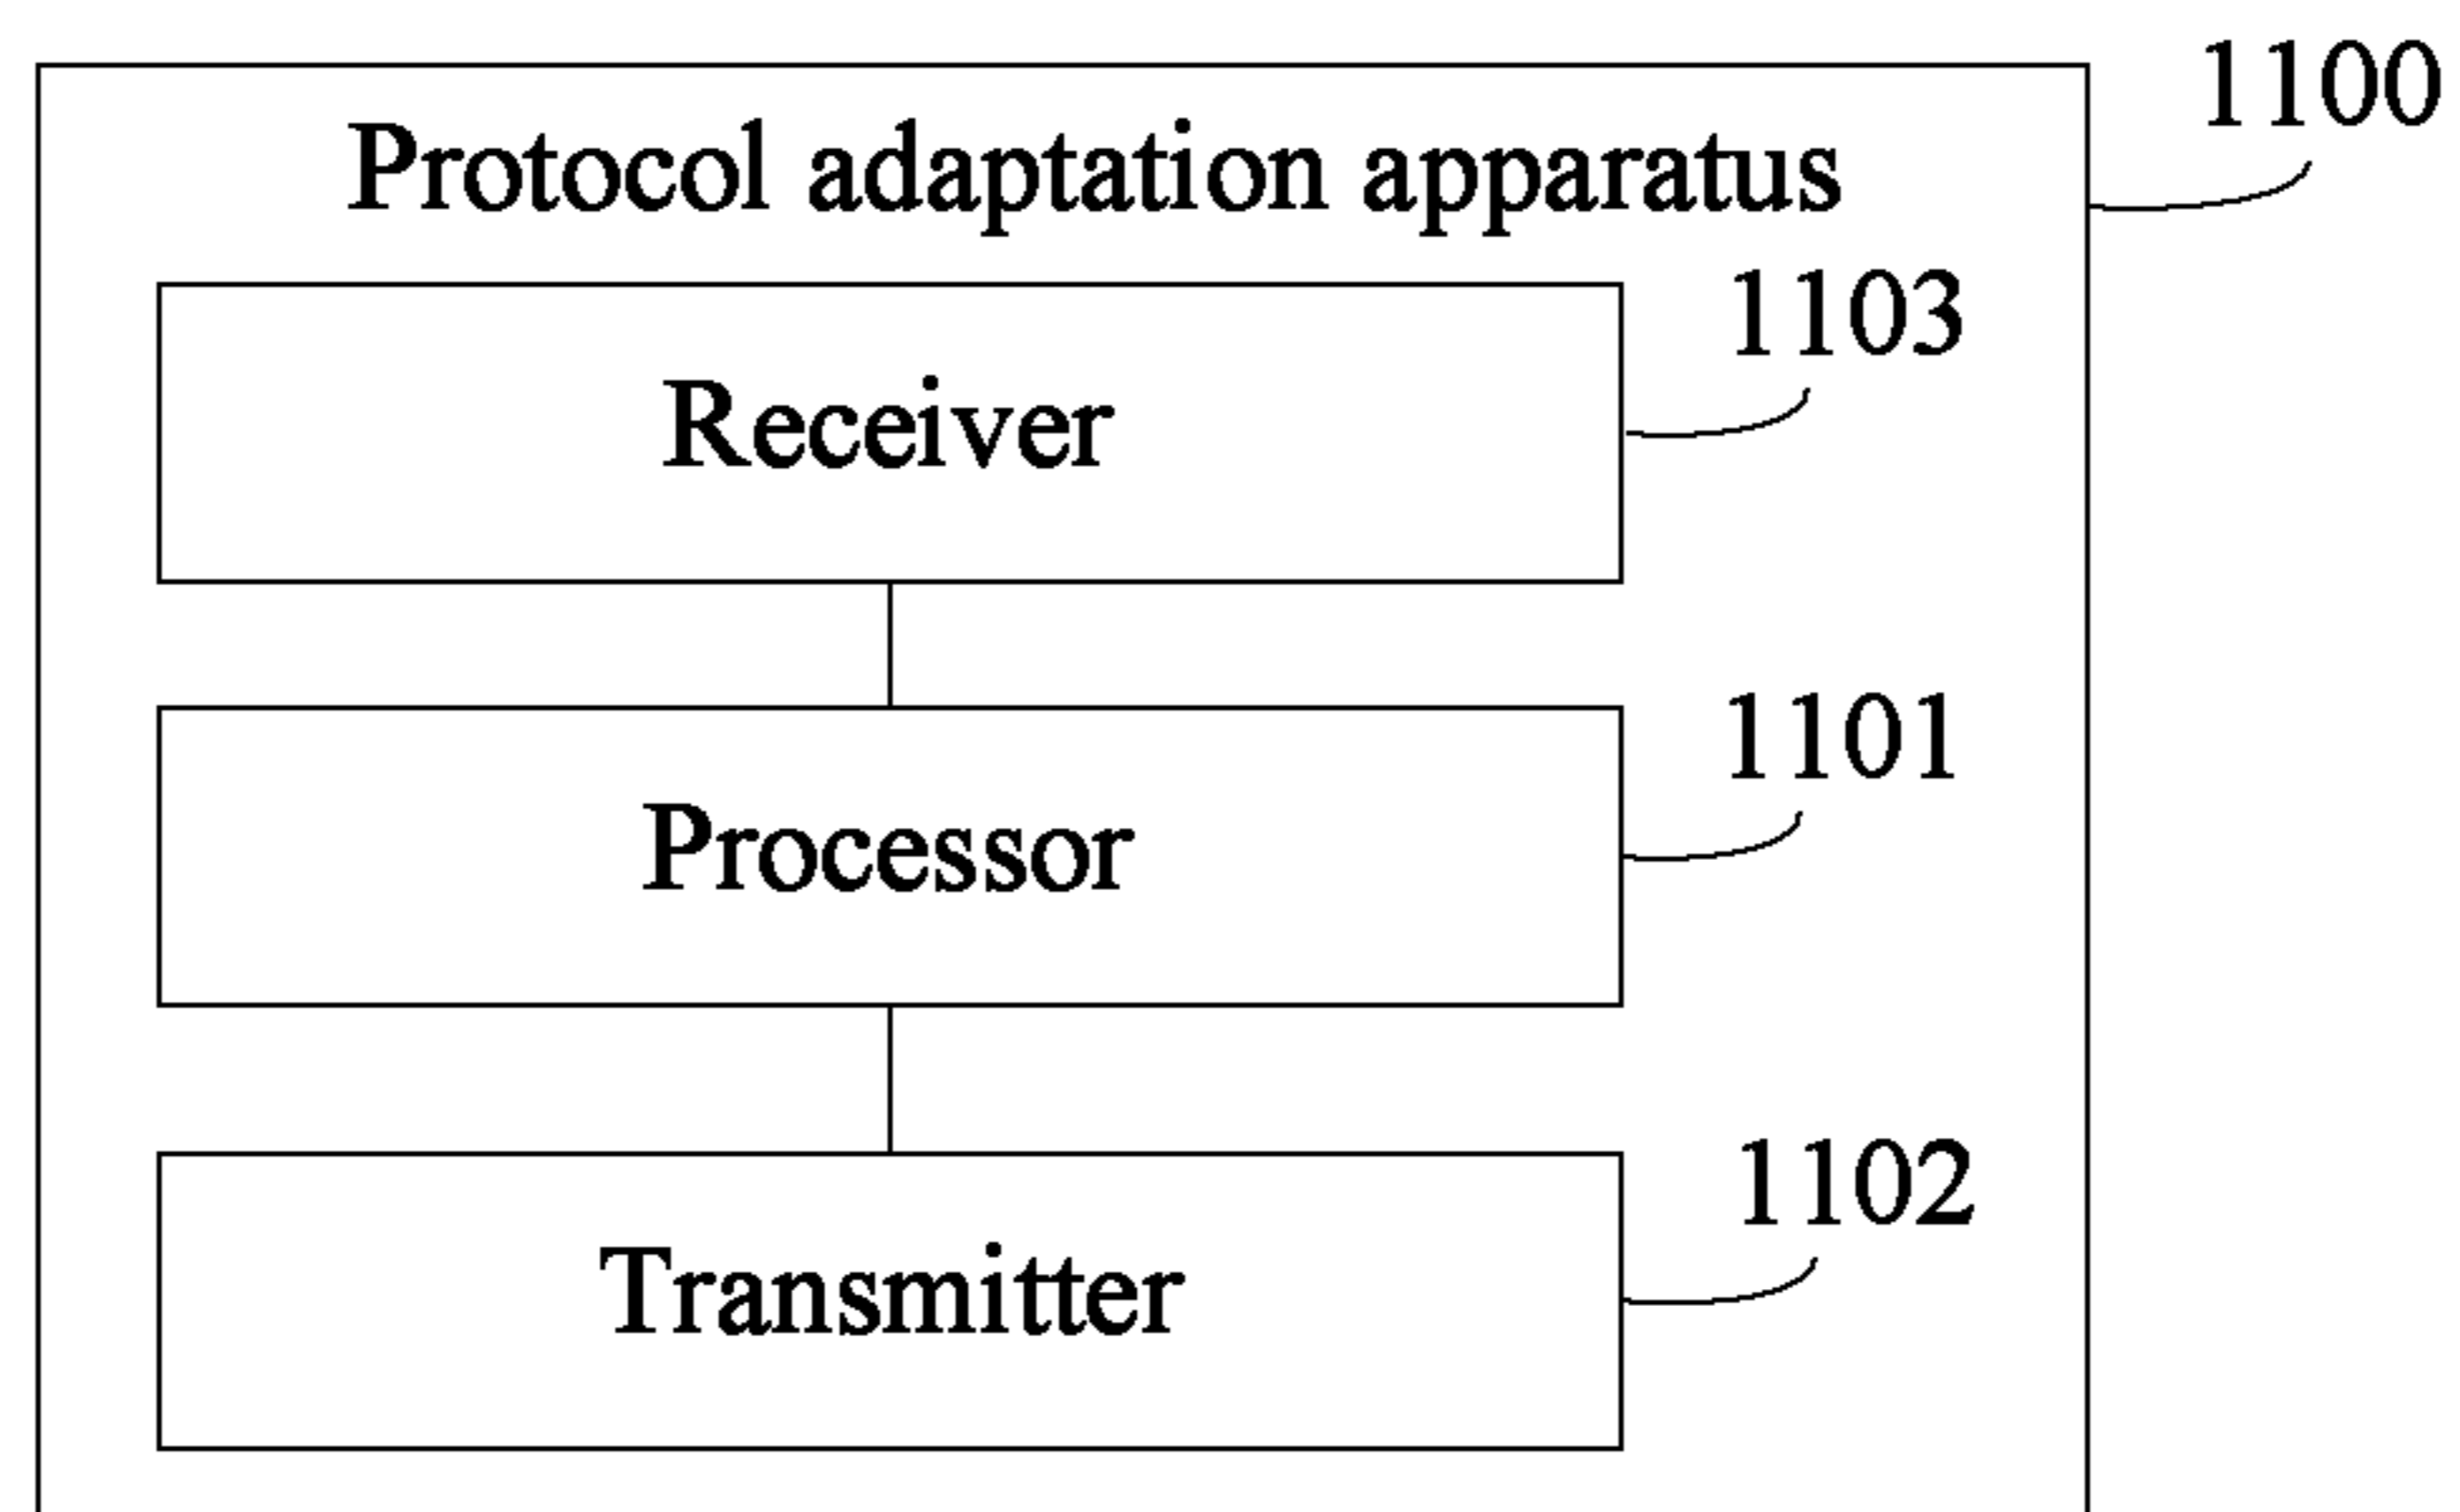 1100
Protocol adaptation apparatus
1103
Receiver
1101
Processor
1102
Transmitter